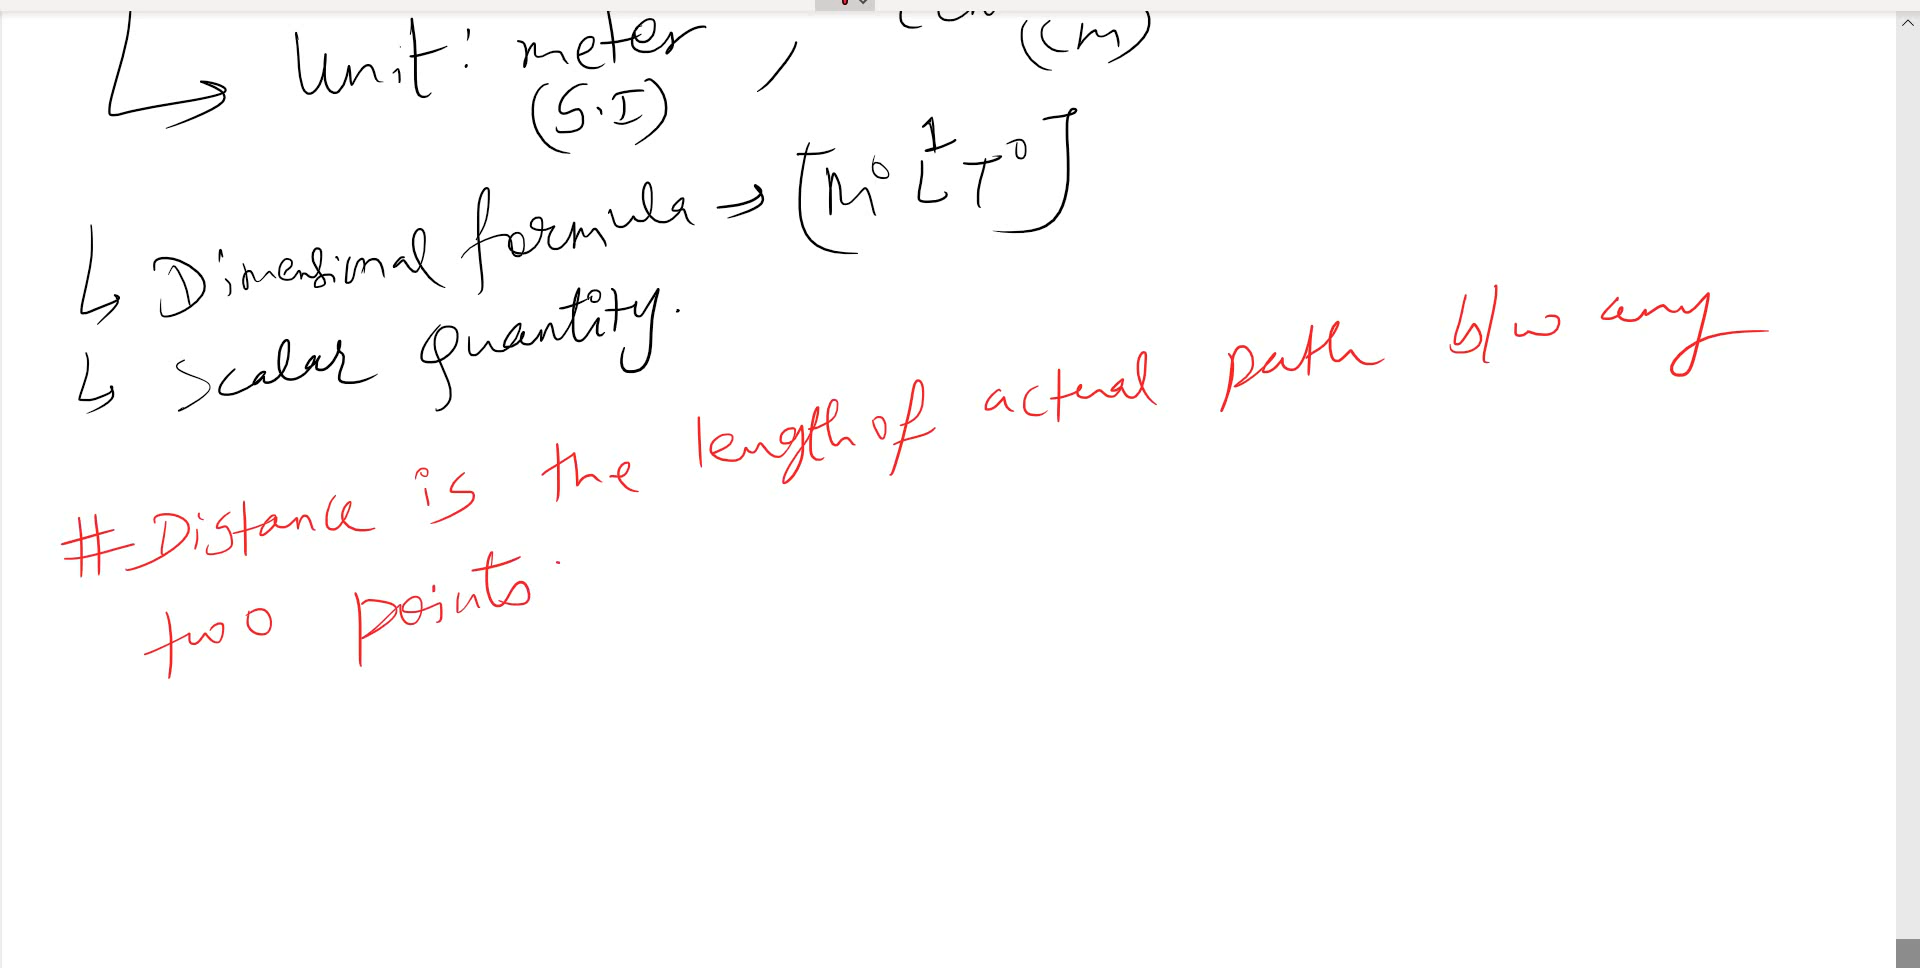 Unit: meter ,
(S.I) (cm)
Dimensional formula → [M⁰ L¹ T⁰]
Scalar quantity.
# Distance is the length of actual path b/w any
two points.